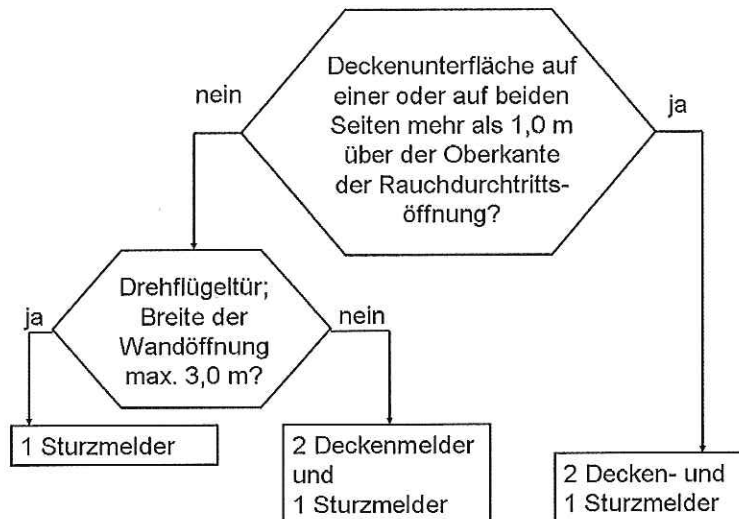 Deckenunterfläche auf
einer oder auf beiden
Seiten mehr als 1,0 m
über der Oberkante
der Rauchdurchtritts-
öffnung?
nein
ja
Drehflügeltür;
Breite der
Wandöffnung
max. 3,0 m?
ja
nein
1 Sturzmelder
2 Deckenmelder
und
1 Sturzmelder
2 Decken- und
1 Sturzmelder